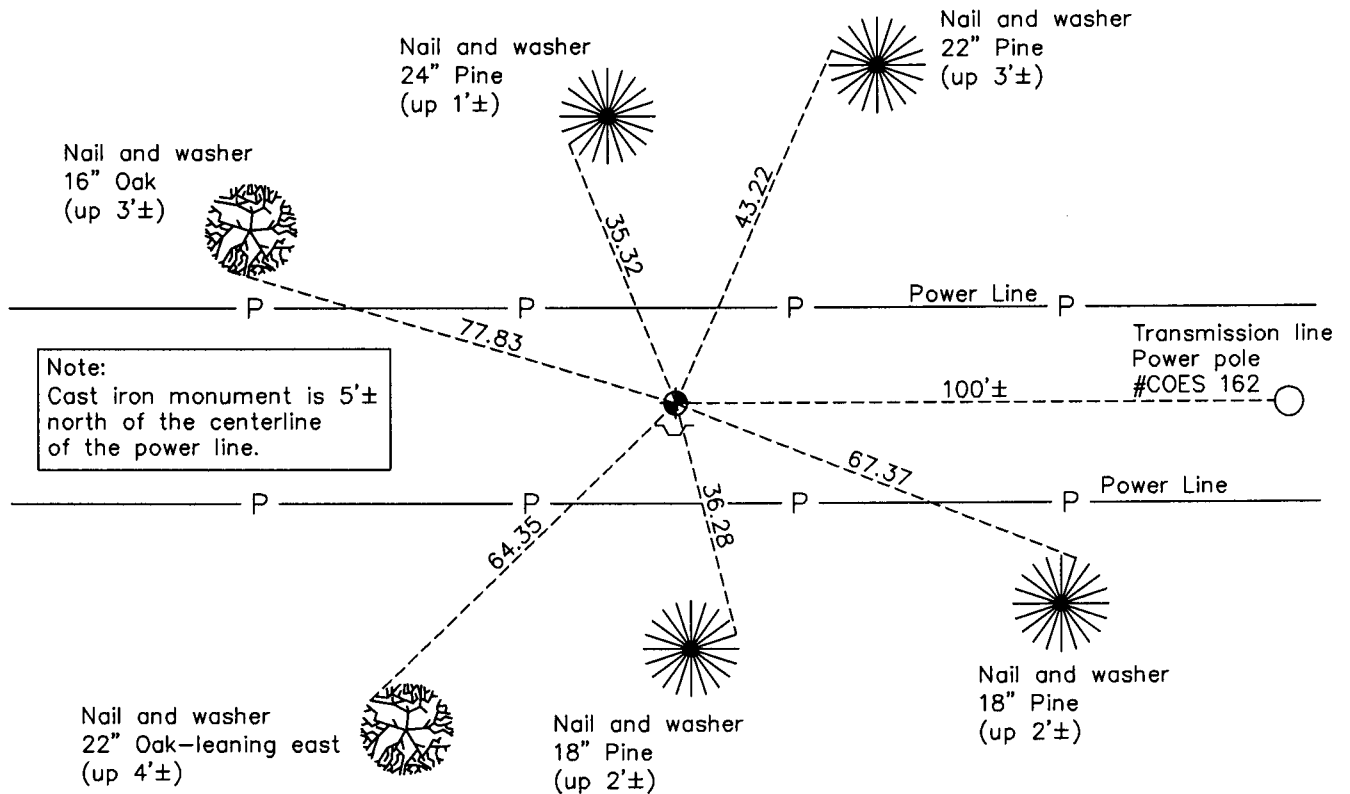 Nail and washer
22” Pine
(up 3’±)
Nail and washer
24” Pine
(up 1’±)
Nail and washer
16” Oak
(up 3’±)
35.32
43.22
P
P
P
Power Line
P
77.83
Transmission line
Power pole
#COES 162
100’±
Note:
Cast iron monument is 5’±
north of the centerline
of the power line.
67.37
P
P
P
P
Power Line
64.35
36.28
Nail and washer
18” Pine
(up 2’±)
Nail and washer
22” Oak–leaning east
(up 4’±)
Nail and washer
18” Pine
(up 2’±)